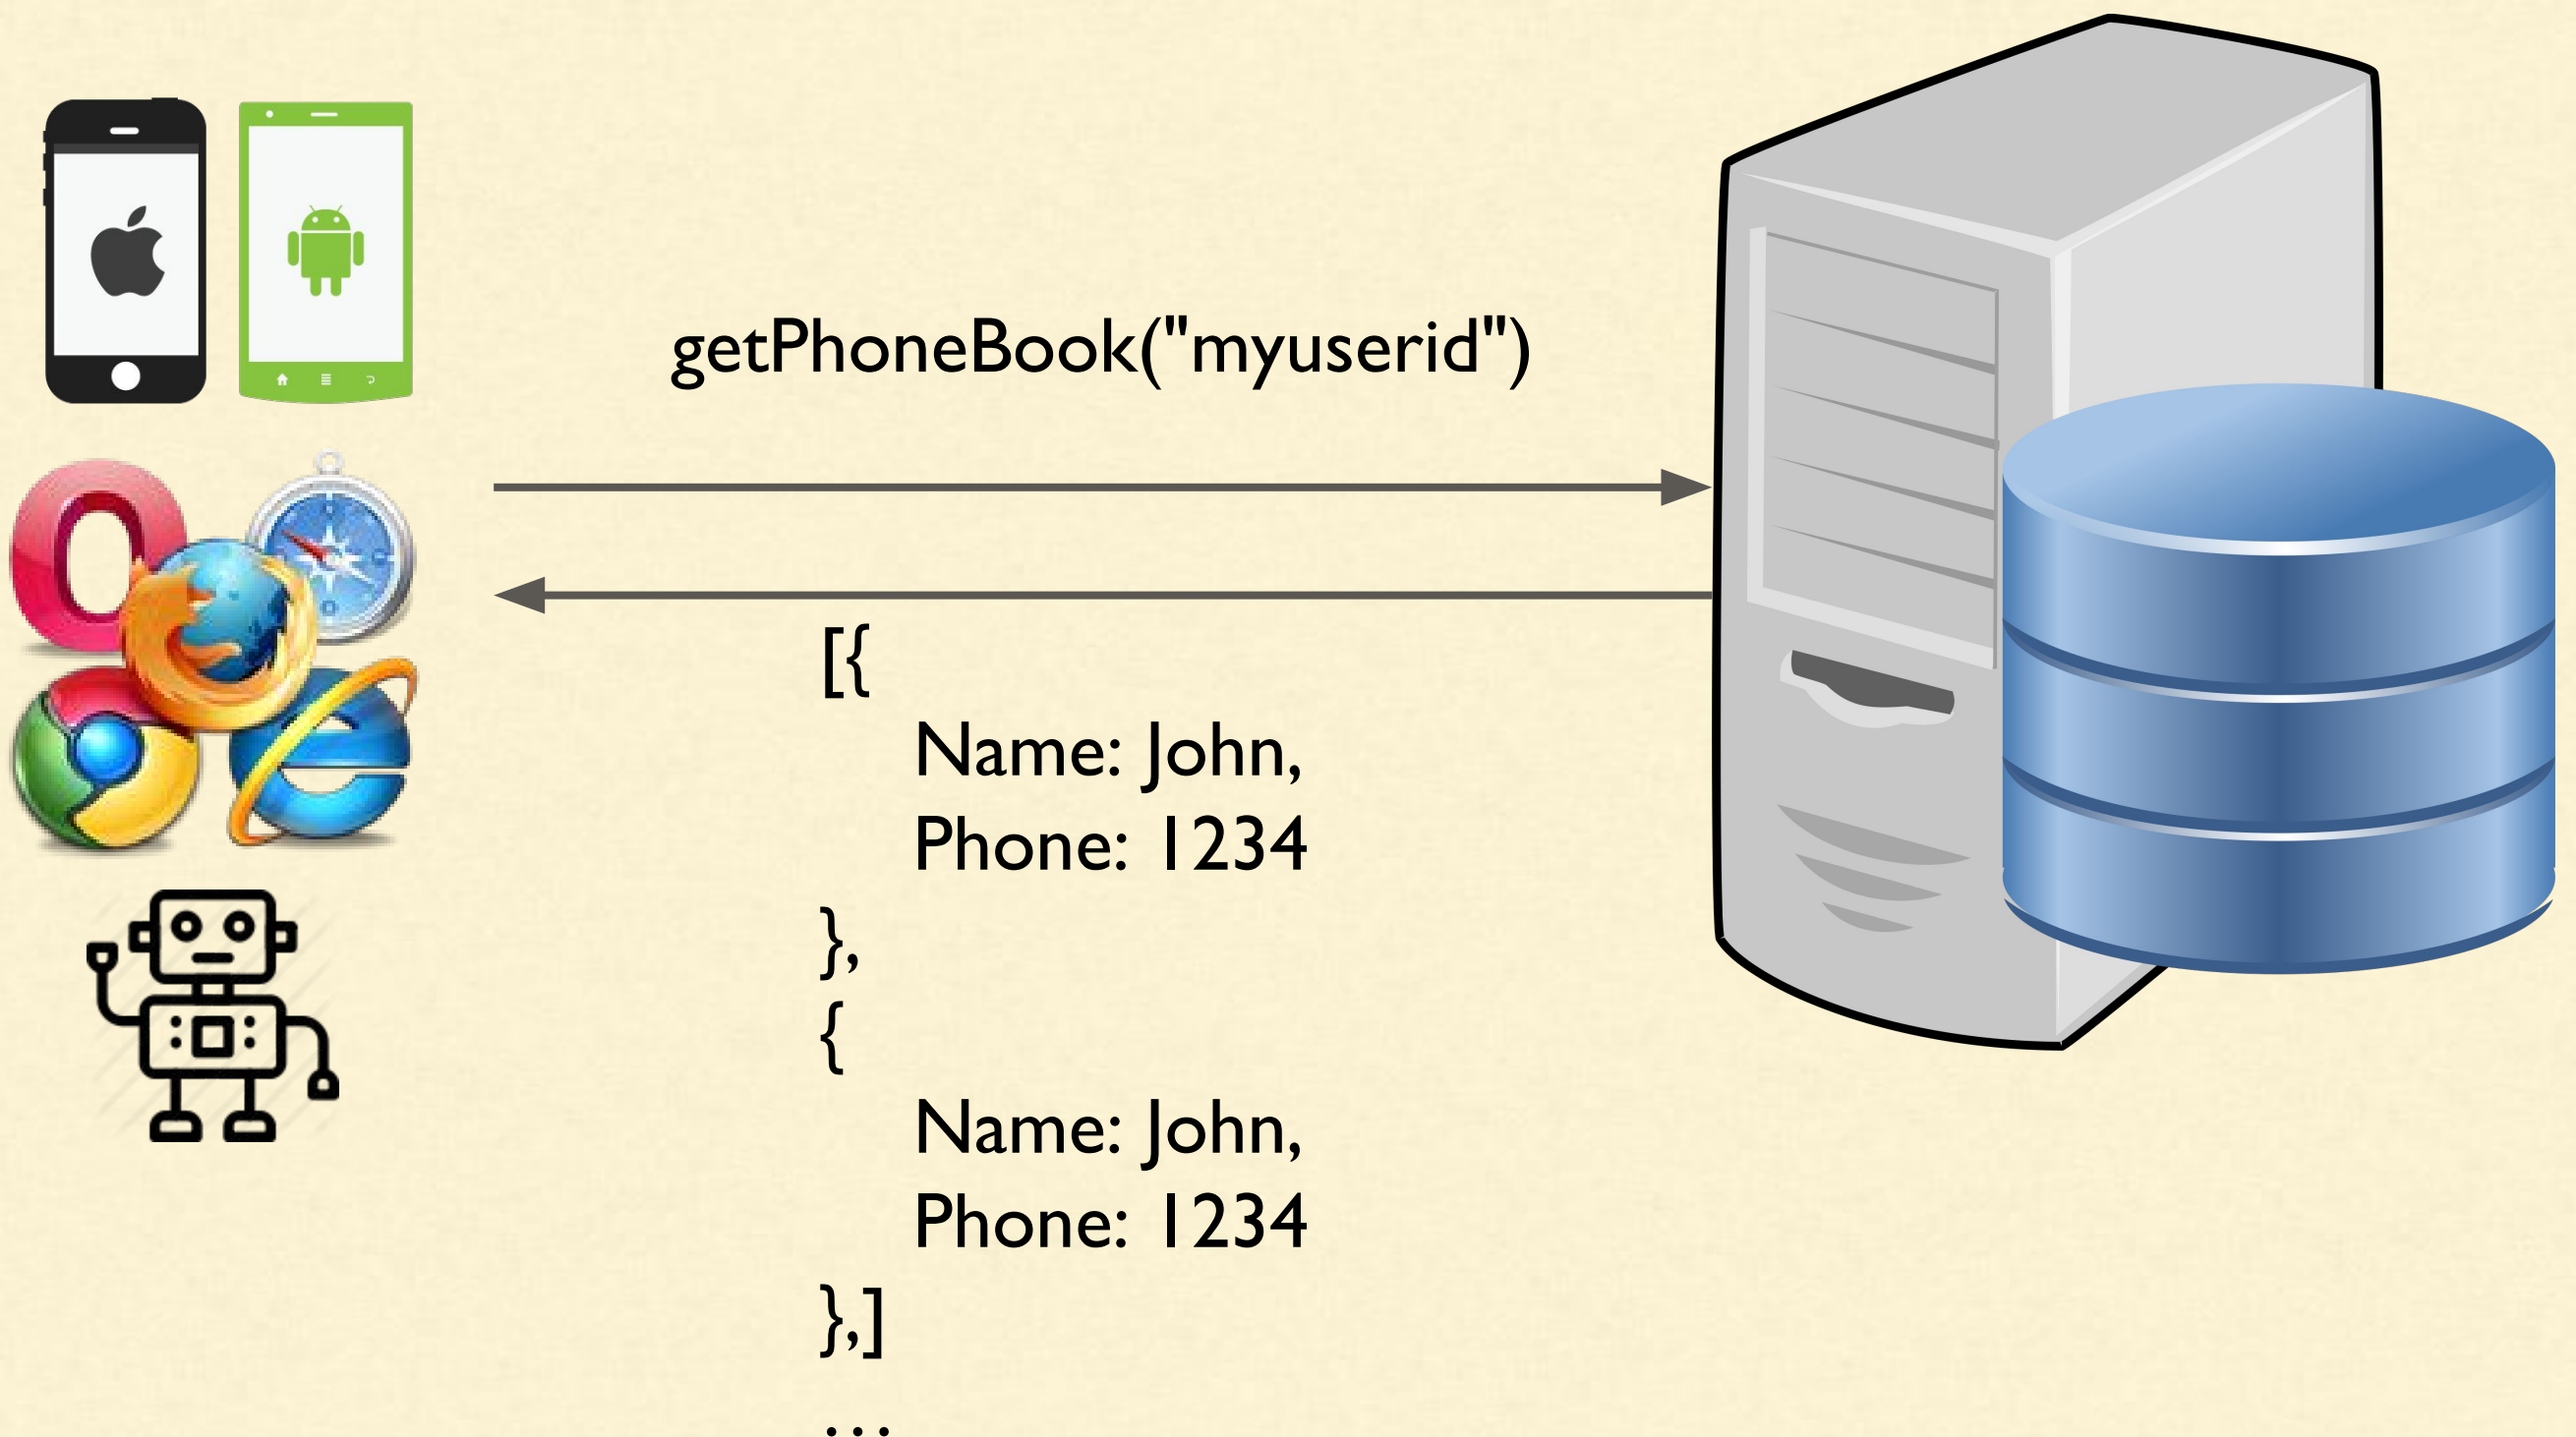 getPhoneBook("myuserid")
[{
Name: John,
Phone: 1234
},
{
Name: John,
Phone: 1234
},]
…